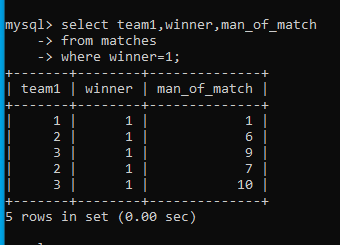 mysql> select team1,winner,man_of_match
    -> from matches
    -> where winner=1;
+-------+--------+--------------+
| team1 | winner | man_of_match |
+-------+--------+--------------+
|     1 |      1 |            1 |
|     2 |      1 |            6 |
|     3 |      1 |            9 |
|     2 |      1 |            7 |
|     3 |      1 |           10 |
+-------+--------+--------------+
5 rows in set (0.00 sec)